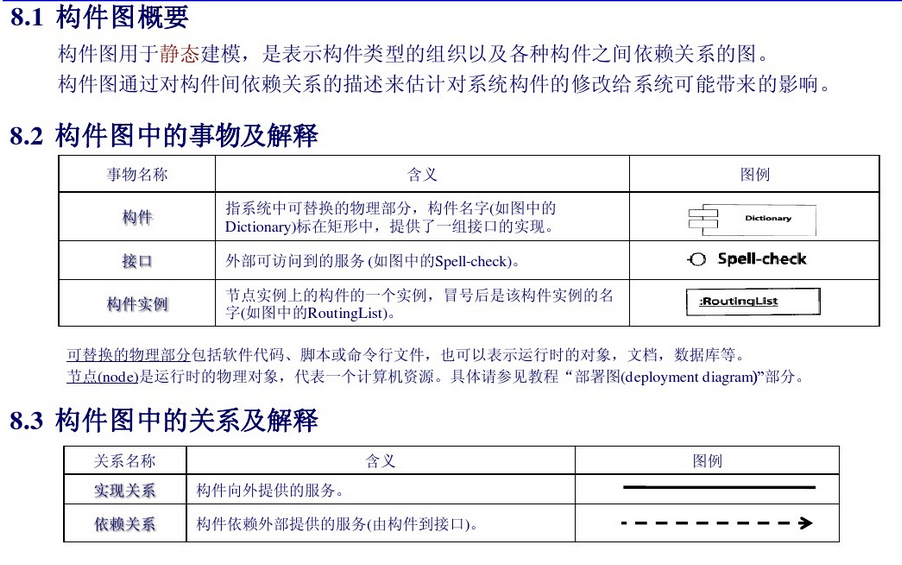 8.1 构件图概要
构件图用于静态建模，是表示构件类型的组织以及各种构件之间依赖关系的图。
构件图通过对构件间依赖关系的描述来估计对系统构件的修改给系统可能带来的影响。
8.2 构件图中的事物及解释
事物名称 含义 图例
构件
指系统中可替换的物理部分，构件名字(如图中的
Dictionary)标在矩形中，提供了一组接口的实现。
Dictionary
接口 外部可访问到的服务(如图中的Spell-check)。 Spell-check
构件实例
节点实例上的构件的一个实例，冒号后是该构件实例的名
字(如图中的RoutingList)。
:RoutingList
可替换的物理部分包括软件代码、脚本或命令行文件，也可以表示运行时的对象，文档，数据库等。
节点(node)是运行时的物理对象，代表一个计算机资源。具体请参见教程“部署图(deployment diagram)”部分。
8.3 构件图中的关系及解释
关系名称 含义 图例
实现关系 构件向外提供的服务。
依赖关系 构件依赖外部提供的服务(由构件到接口)。